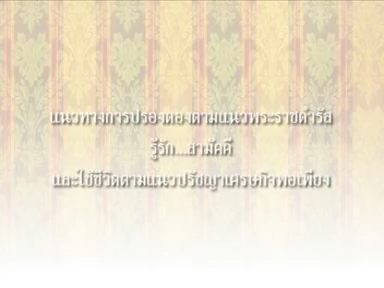 แนวทางการปรองดองตามแนวพระราชดำรัส
รู้รัก...สามัคคี
และใช้ชีวิตตามแนวปรัชญาเศรษฐกิจพอเพียง